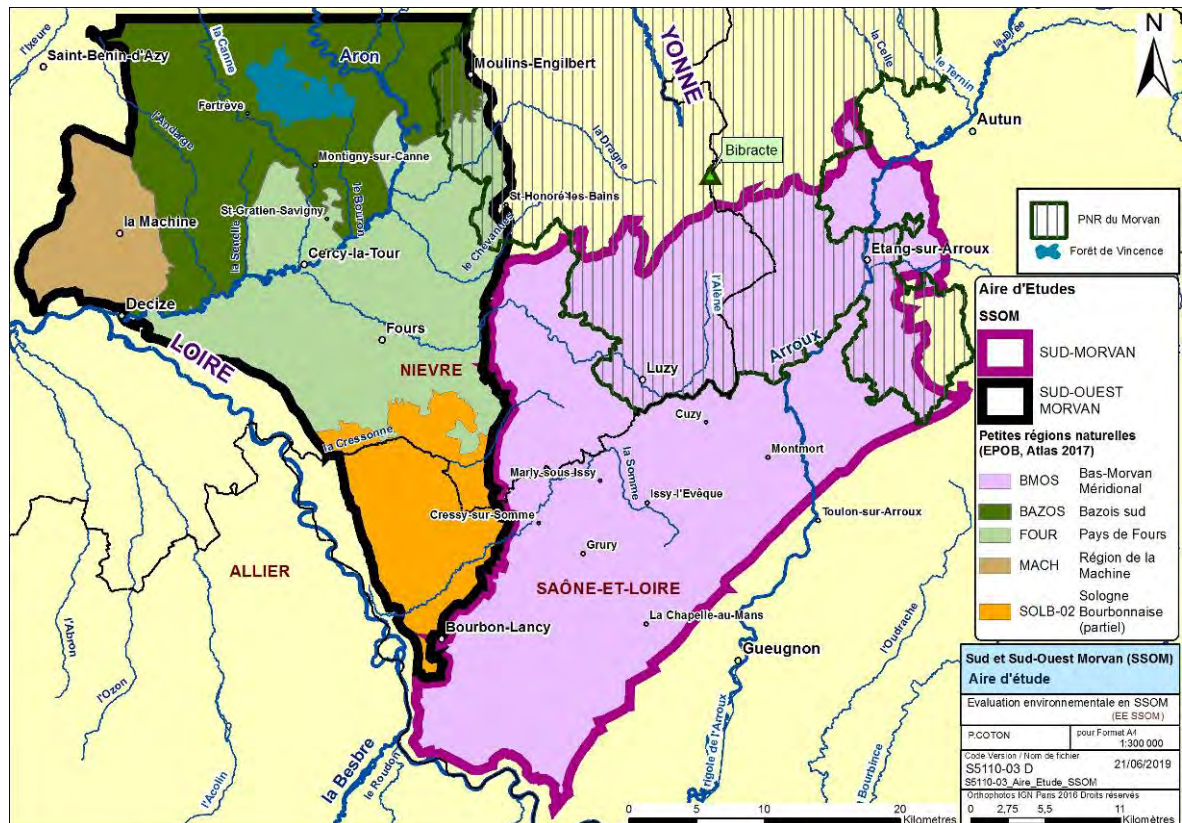 l'Ixeure
Saint-Benin-d'Azy
la Canne
Aron
Moulins-Engilbert
YONNE
la Celle
le Ternin
la Drée
N
Autun
Fertrève
l'Andargue
Montigny-sur-Canne
la Dragne
Bibracte
la Machine
St-Gratien-Savigny
la Senelle
le Bouron
Cercy-la-Tour
St-Honoré-les-Bains
le Chevannes
Etang-sur-Arroux
l'Alène
Decize
LOIRE
Fours
NIEVRE
Luzy
Arroux
Cuzy
la Cressonne
Marly-sous-Issy
la Somme
Montmort
Issy-l'Evêque
Cressy-sur-Somme
Toulon-sur-Arroux
Grury
ALLIER
SAÔNE-ET-LOIRE
La Chapelle-au-Mans
Bourbon-Lancy
Gueugnon
l'Abron
l'Ozon
l'Acolin
la Besbre
le Roudon
rigole de l'Arroux
l'Oudrache
Bourbince
PNR du Morvan
Forêt de Vincence
Aire d'Etudes
SSOM
SUD-MORVAN
SUD-OUEST
MORVAN
Petites régions naturelles
(EPOB, Atlas 2017)
BMOS Bas-Morvan
Méridional
BAZOS Bazois sud
FOUR Pays de Fours
MACH Région de la
Machine
SOLB-02 Sologne
Bourbonnaise
(partiel)
Sud et Sud-Ouest Morvan (SSOM)
Aire d'étude
Evaluation environnementale en SSOM
(EE SSOM)
P.COTON
pour Format A4
1:300 000
Code Version / Nom de fichier
S5110-03 D 21/06/2019
S5110-03_Aire_Etude_SSOM
Orthophotos IGN Paris 2016 Droits réservés
0 5 10 20
Kilometres
0 2,75 5,5 11
Kilomètres